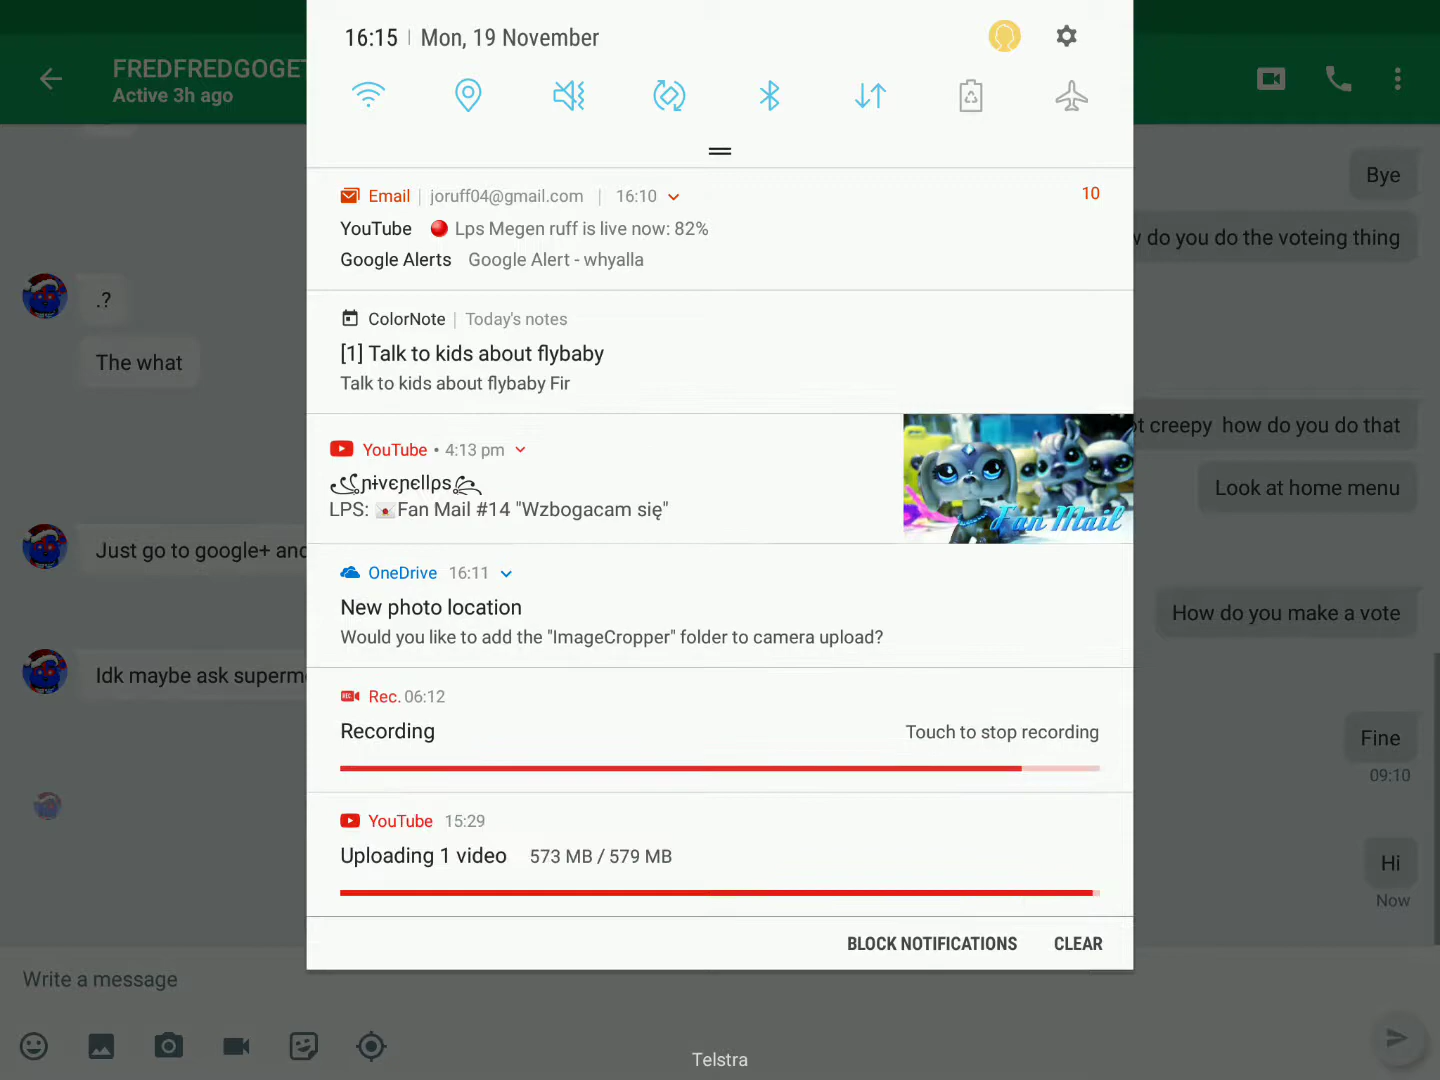 16:15 | Mon, 19 November
FREDFREDGOGET
Active 3h ago
Bye
do you do the voteing thing
.?
The what
creepy how do you do that
Look at home menu
Just go to google+
How do you make a vote
Idk maybe ask
Fine
09:10
Hi
Now
Email | joruff04@gmail.com | 16:10
10
YouTube 🔴 Lps Megen ruff is live now: 82%
Google Alerts Google Alert - whyalla
ColorNote | Today's notes
[1] Talk to kids about flybaby
Talk to kids about flybaby Fir
YouTube • 4:13 pm
꧁ɲɨvєɲєllρs꧂
LPS: 💌Fan Mail #14 "Wzbogacam się"
Fan Mail
OneDrive 16:11
New photo location
Would you like to add the "ImageCropper" folder to camera upload?
REC
Rec. 06:12
Recording
Touch to stop recording
YouTube 15:29
Uploading 1 video 573 MB / 579 MB
BLOCK NOTIFICATIONS CLEAR
Write a message
Telstra